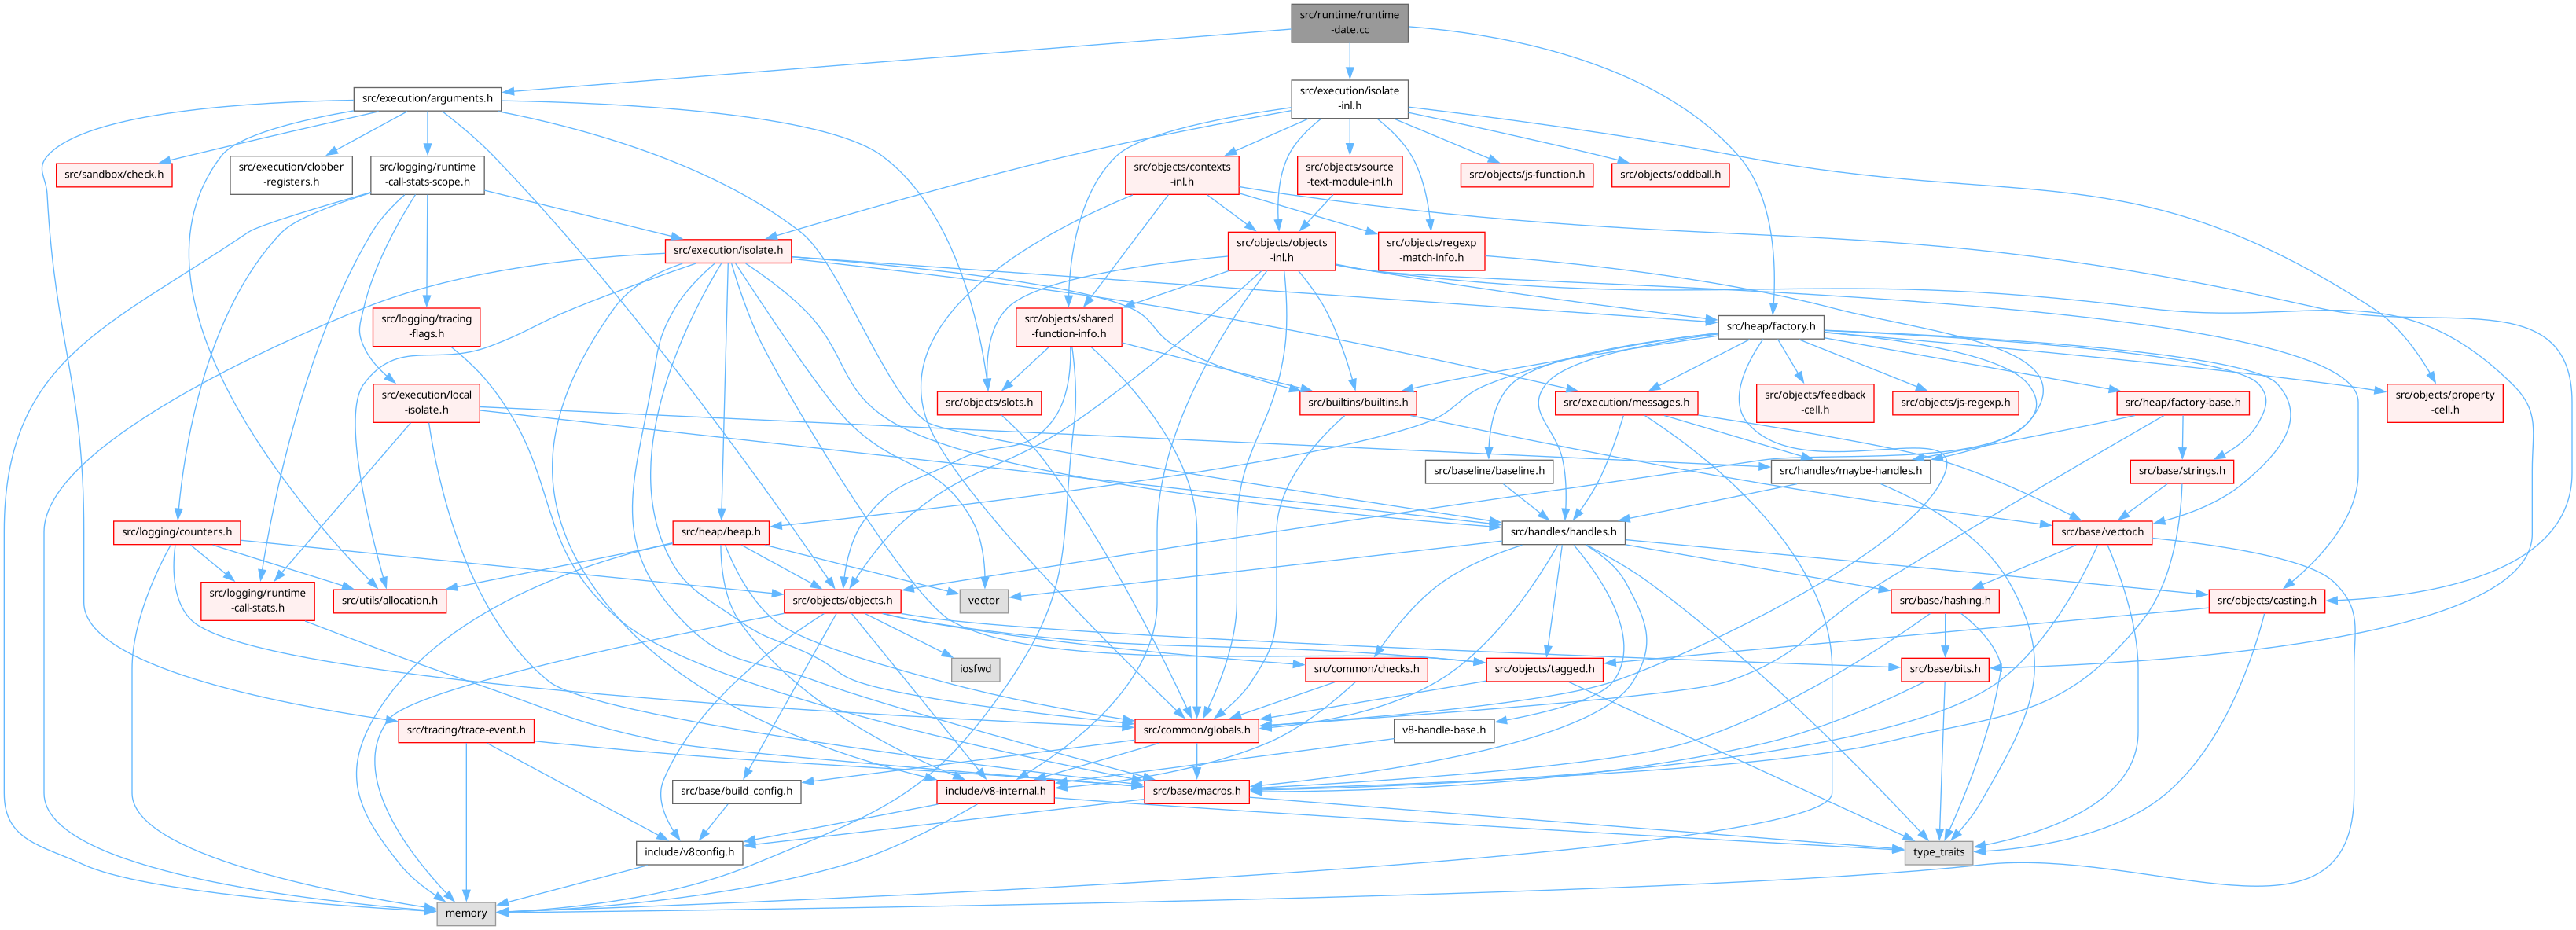 src/runtime/runtime
-date.cc
src/execution/arguments.h
src/execution/isolate
-inl.h
src/sandbox/check.h
src/execution/clobber
-registers.h
src/logging/runtime
-call-stats-scope.h
src/objects/contexts
-inl.h
src/objects/source
-text-module-inl.h
src/objects/js-function.h
src/objects/oddball.h
src/execution/isolate.h
src/objects/objects
-inl.h
src/objects/regexp
-match-info.h
src/logging/tracing
-flags.h
src/objects/shared
-function-info.h
src/heap/factory.h
src/execution/local
-isolate.h
src/objects/slots.h
src/builtins/builtins.h
src/execution/messages.h
src/objects/feedback
-cell.h
src/objects/js-regexp.h
src/heap/factory-base.h
src/objects/property
-cell.h
src/baseline/baseline.h
src/handles/maybe-handles.h
src/base/strings.h
src/logging/counters.h
src/heap/heap.h
src/handles/handles.h
src/base/vector.h
src/logging/runtime
-call-stats.h
src/utils/allocation.h
src/objects/objects.h
vector
src/base/hashing.h
src/objects/casting.h
iosfwd
src/common/checks.h
src/objects/tagged.h
src/base/bits.h
src/tracing/trace-event.h
src/common/globals.h
v8-handle-base.h
src/base/build_config.h
include/v8-internal.h
src/base/macros.h
include/v8config.h
type_traits
memory